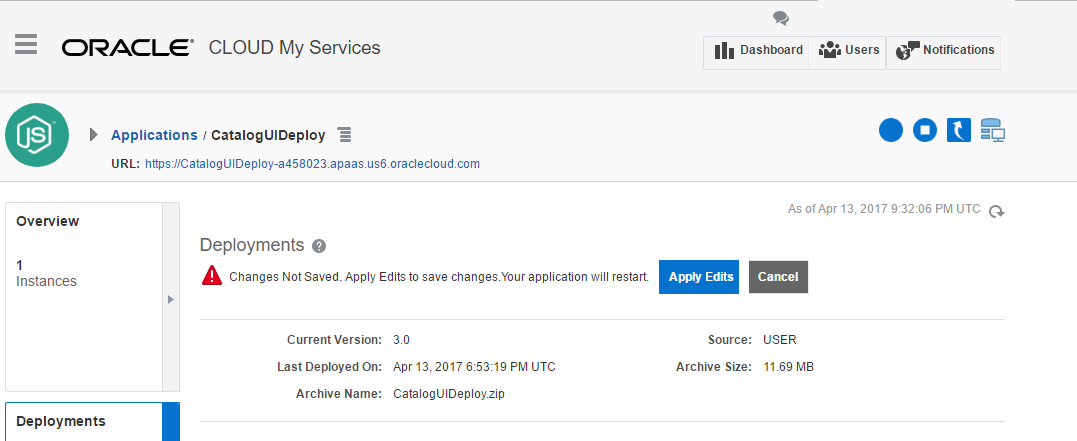 ORACLE® CLOUD My Services
Dashboard Users Notifications
JS
Applications / CatalogUIDeploy
URL: https://CatalogUIDeploy-a458023.apaas.us6.oraclecloud.com
As of Apr 13, 2017 9:32:06 PM UTC
Overview
1
Instances
Deployments ?
Changes Not Saved. Apply Edits to save changes.Your application will restart. Apply Edits Cancel
Current Version: 3.0 Source: USER
Last Deployed On: Apr 13, 2017 6:53:19 PM UTC Archive Size: 11.69 MB
Archive Name: CatalogUIDeploy.zip
Deployments